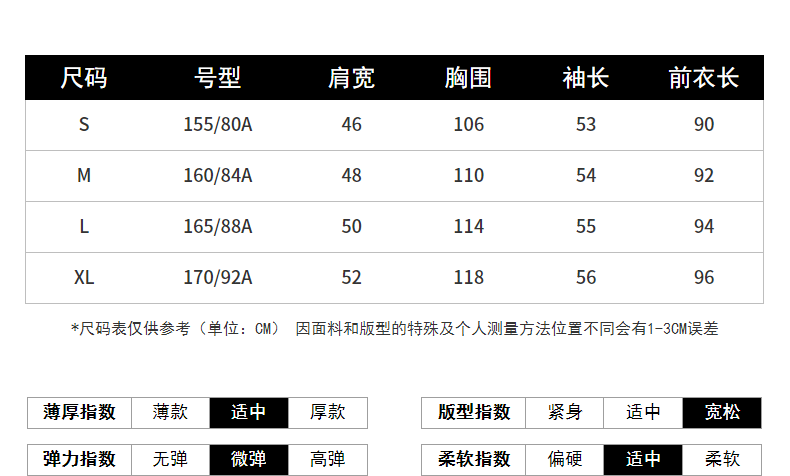 尺码 号型 肩宽 胸围 袖长 前衣长
S 155/80A 46 106 53 90
M 160/84A 48 110 54 92
L 165/88A 50 114 55 94
XL 170/92A 52 118 56 96
*尺码表仅供参考（单位：CM） 因面料和版型的特殊及个人测量方法位置不同会有1-3CM误差
薄厚指数 薄款 适中 厚款 版型指数 紧身 适中 宽松
弹力指数 无弹 微弹 高弹 柔软指数 偏硬 适中 柔软